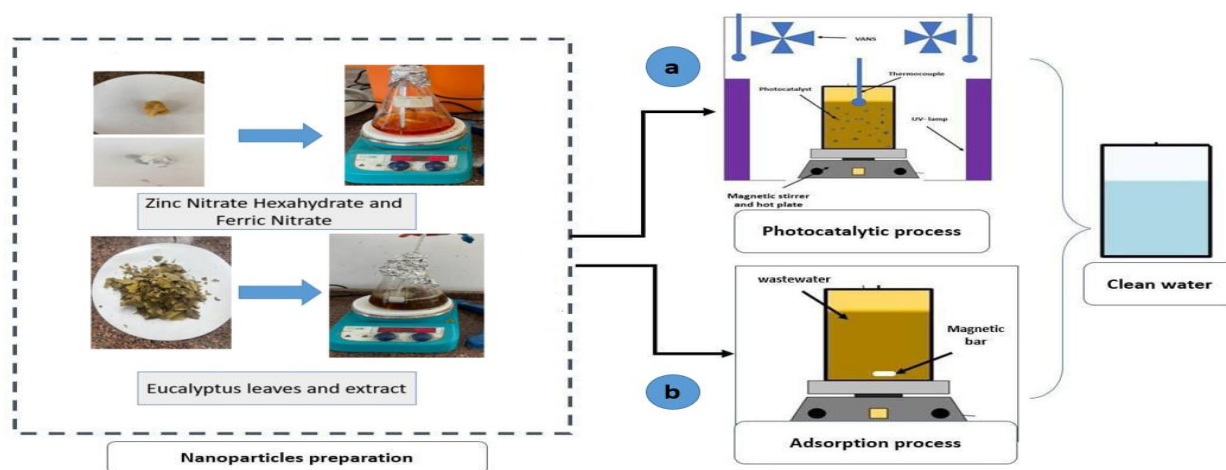 Zinc Nitrate Hexahydrate and
Ferric Nitrate
Eucalyptus leaves and extract
Nanoparticles preparation
a
VANS
Thermocouple
Photocatalyst
UV- lamp
Magnetic stirrer
and hot plate
Photocatalytic process
b
wastewater
Magnetic
bar
Adsorption process
Clean water